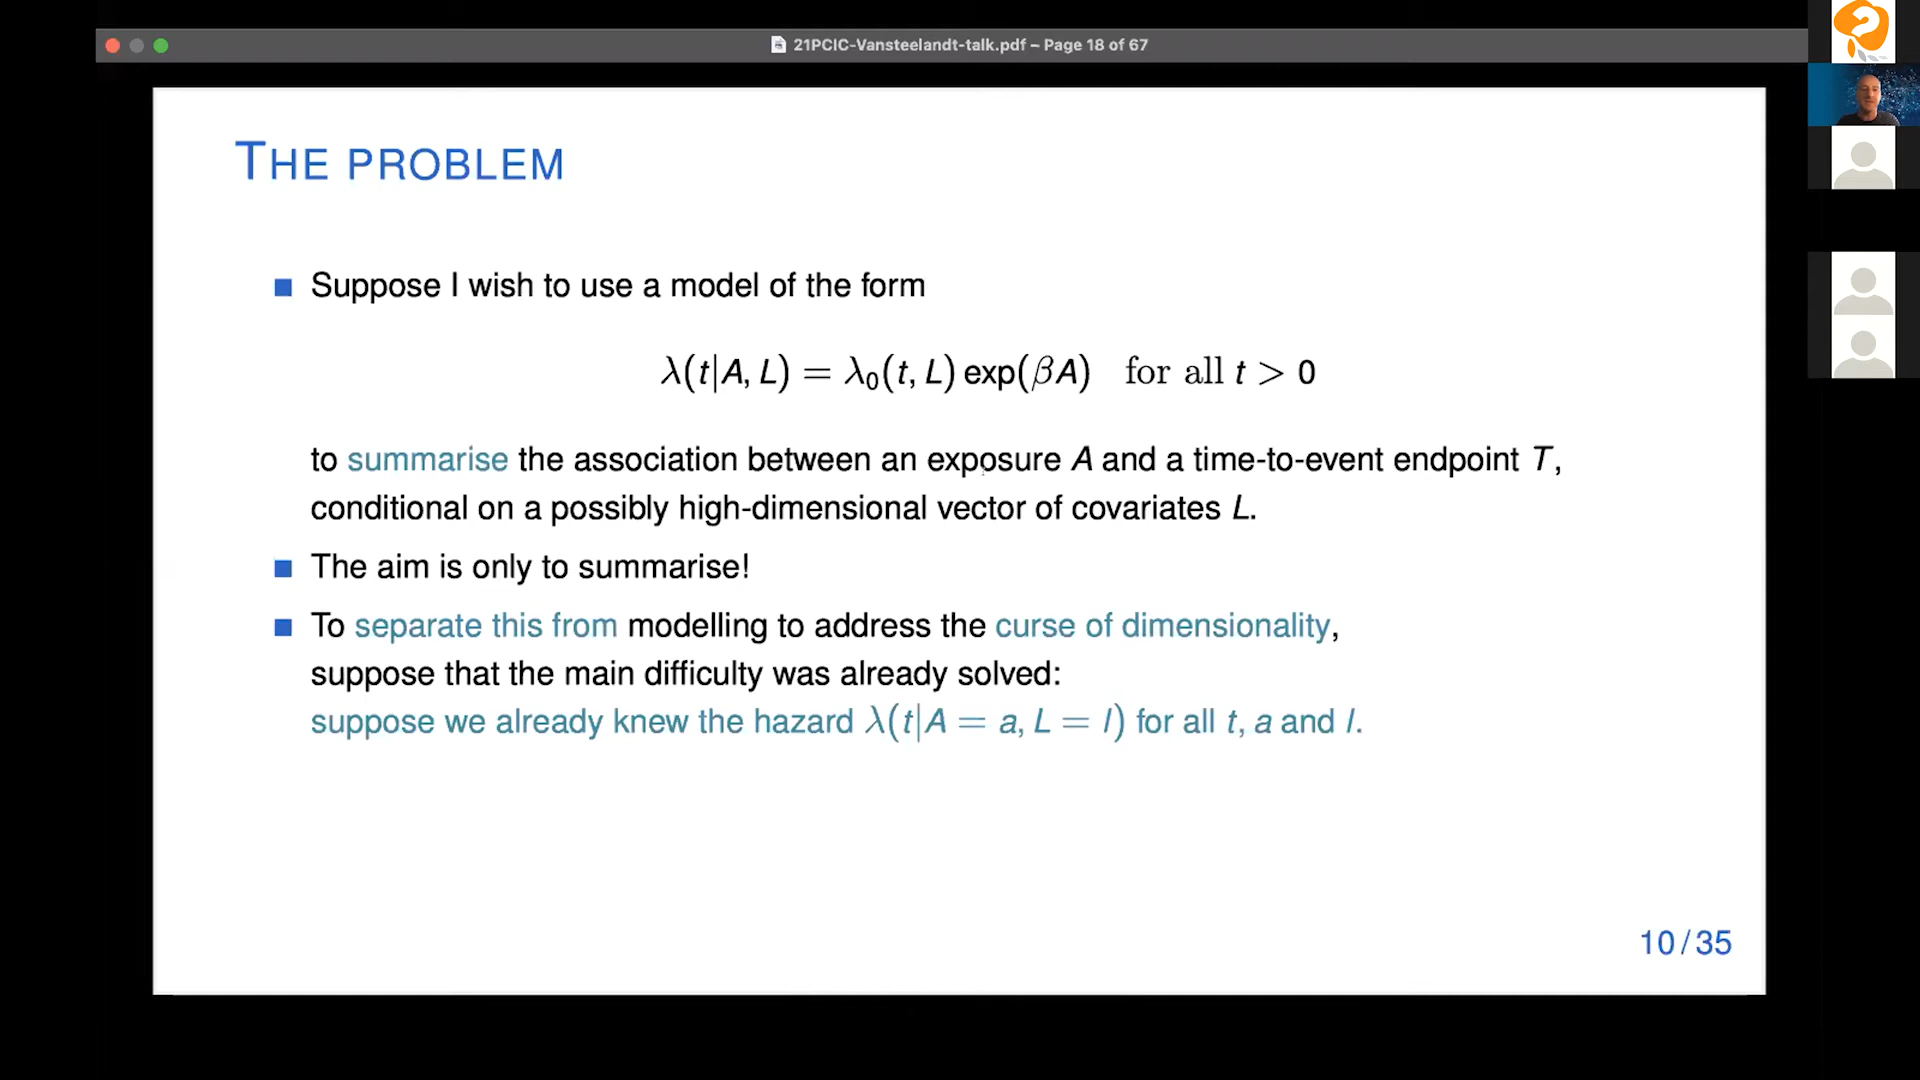 21PCIC-Vansteelandt-talk.pdf – Page 18 of 67
THE PROBLEM
Suppose I wish to use a model of the form
λ(t|A, L) = λ₀(t, L) exp(βA) for all t > 0
to summarise the association between an exposure A and a time-to-event endpoint T,
conditional on a possibly high-dimensional vector of covariates L.
The aim is only to summarise!
To separate this from modelling to address the curse of dimensionality,
suppose that the main difficulty was already solved:
suppose we already knew the hazard λ(t|A = a, L = l) for all t, a and l.
10/35